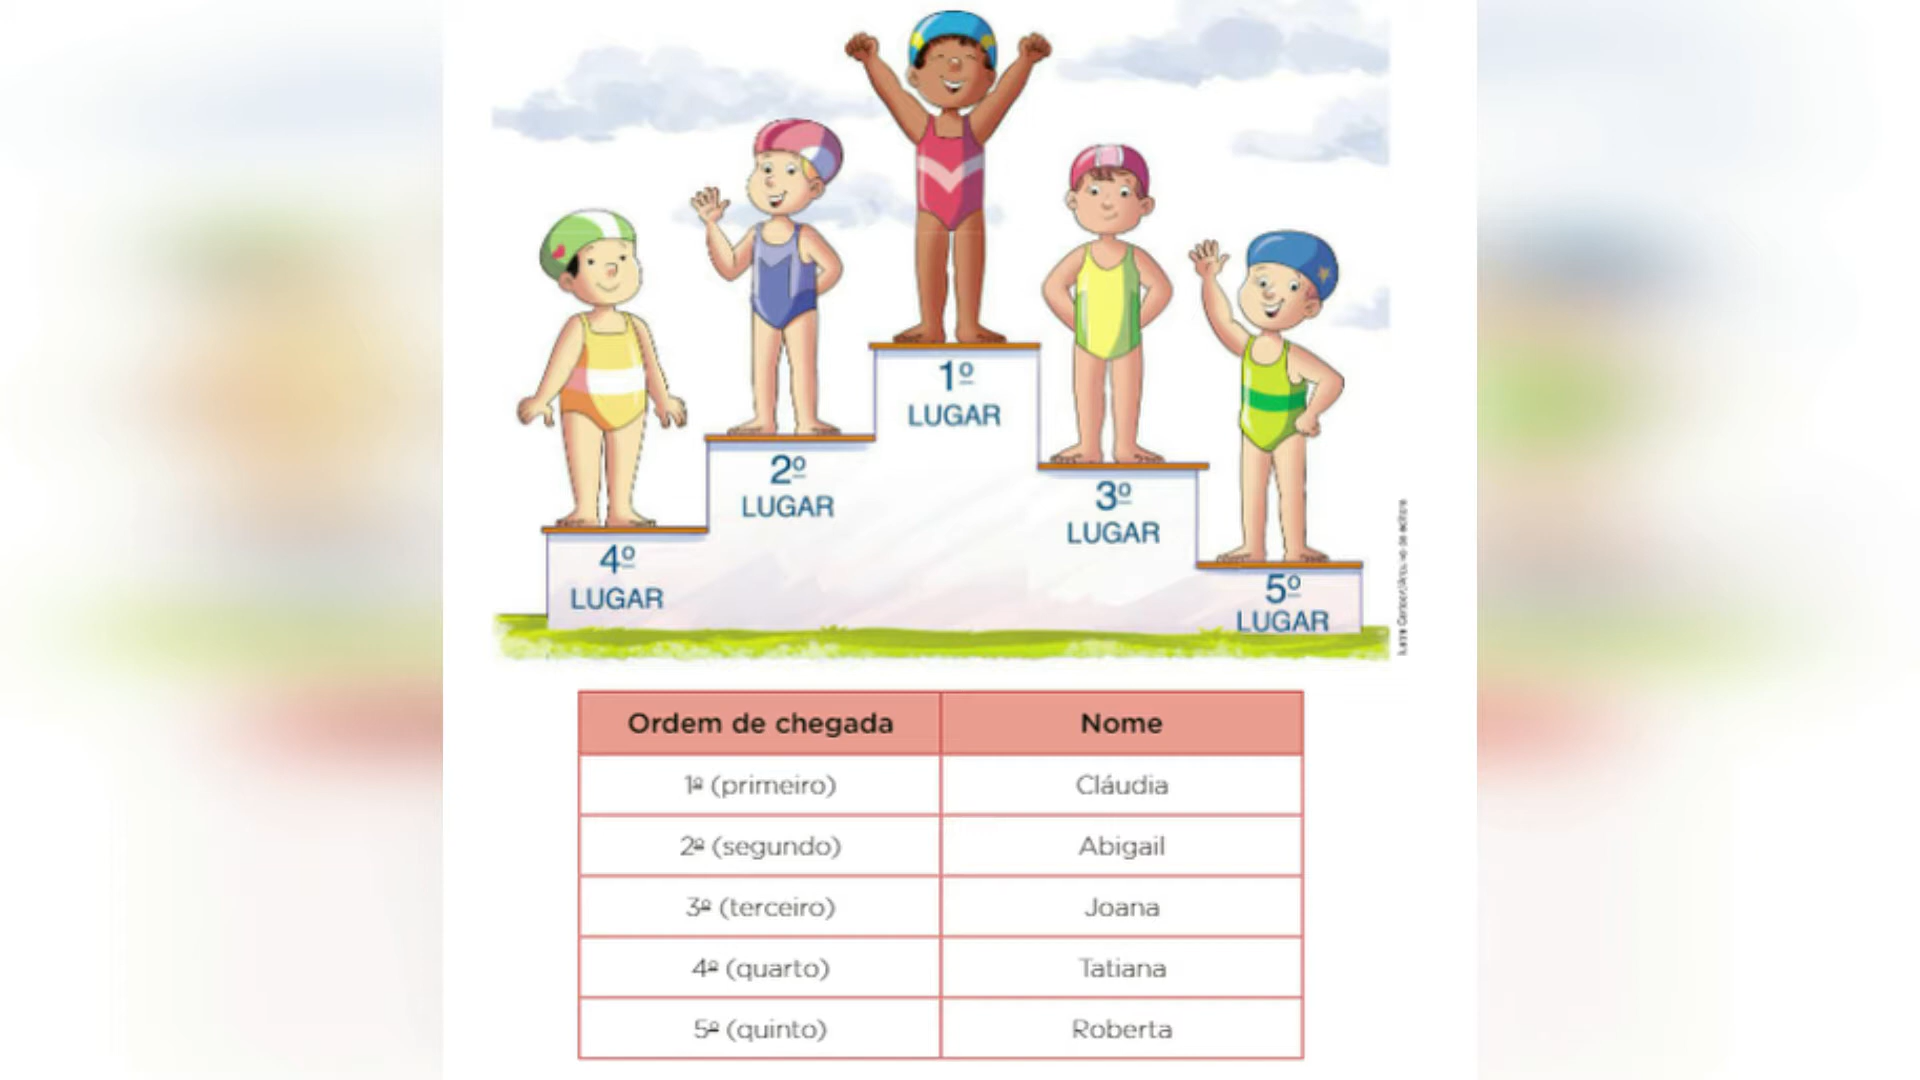 1º
LUGAR
2º
LUGAR
3º
LUGAR
4º
LUGAR
5º
LUGAR
Ordem de chegada Nome
1º (primeiro) Cláudia
2º (segundo) Abigail
3º (terceiro) Joana
4º (quarto) Tatiana
5º (quinto) Roberta